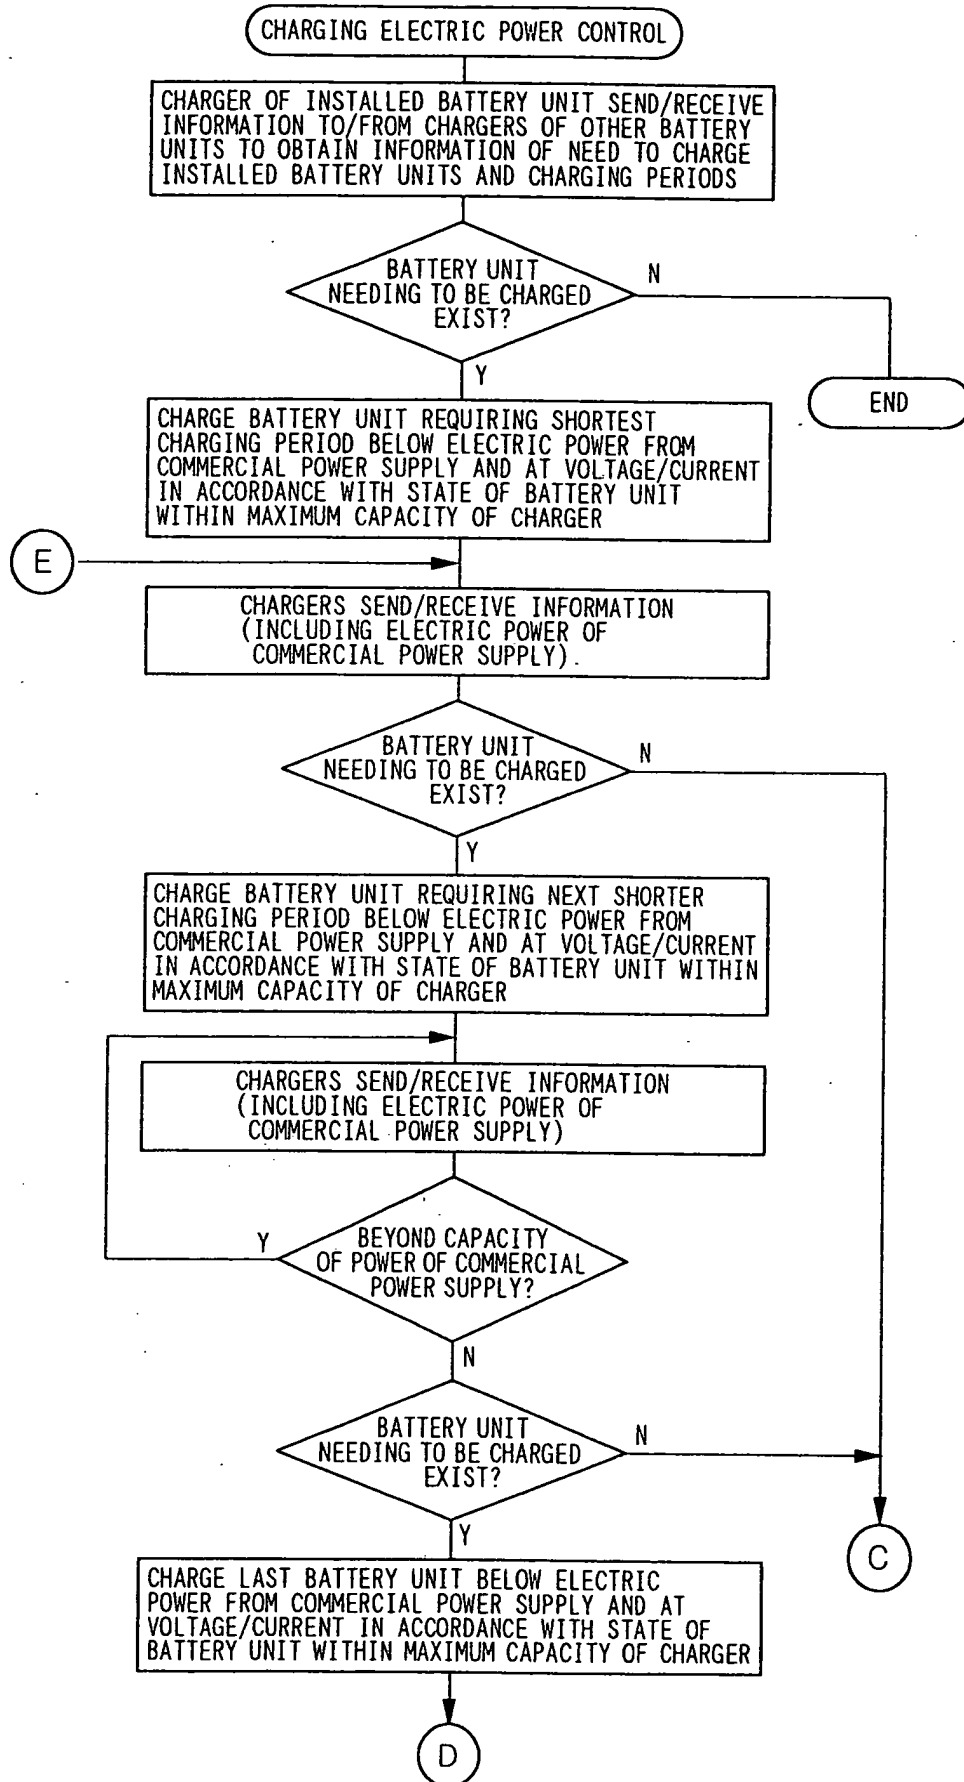 CHARGING ELECTRIC POWER CONTROL
CHARGER OF INSTALLED BATTERY UNIT SEND/RECEIVE
INFORMATION TO/FROM CHARGERS OF OTHER BATTERY
UNITS TO OBTAIN INFORMATION OF NEED TO CHARGE
INSTALLED BATTERY UNITS AND CHARGING PERIODS
BATTERY UNIT
NEEDING TO BE CHARGED
EXIST?
N
Y
END
CHARGE BATTERY UNIT REQUIRING SHORTEST
CHARGING PERIOD BELOW ELECTRIC POWER FROM
COMMERCIAL POWER SUPPLY AND AT VOLTAGE/CURRENT
IN ACCORDANCE WITH STATE OF BATTERY UNIT
WITHIN MAXIMUM CAPACITY OF CHARGER
E
CHARGERS SEND/RECEIVE INFORMATION
(INCLUDING ELECTRIC POWER OF
COMMERCIAL POWER SUPPLY).
BATTERY UNIT
NEEDING TO BE CHARGED
EXIST?
N
Y
CHARGE BATTERY UNIT REQUIRING NEXT SHORTER
CHARGING PERIOD BELOW ELECTRIC POWER FROM
COMMERCIAL POWER SUPPLY AND AT VOLTAGE/CURRENT
IN ACCORDANCE WITH STATE OF BATTERY UNIT WITHIN
MAXIMUM CAPACITY OF CHARGER
CHARGERS SEND/RECEIVE INFORMATION
(INCLUDING ELECTRIC POWER OF
COMMERCIAL POWER SUPPLY)
Y
BEYOND CAPACITY
OF POWER OF COMMERCIAL
POWER SUPPLY?
N
BATTERY UNIT
NEEDING TO BE CHARGED
EXIST?
N
Y
C
CHARGE LAST BATTERY UNIT BELOW ELECTRIC
POWER FROM COMMERCIAL POWER SUPPLY AND AT
VOLTAGE/CURRENT IN ACCORDANCE WITH STATE OF
BATTERY UNIT WITHIN MAXIMUM CAPACITY OF CHARGER
D